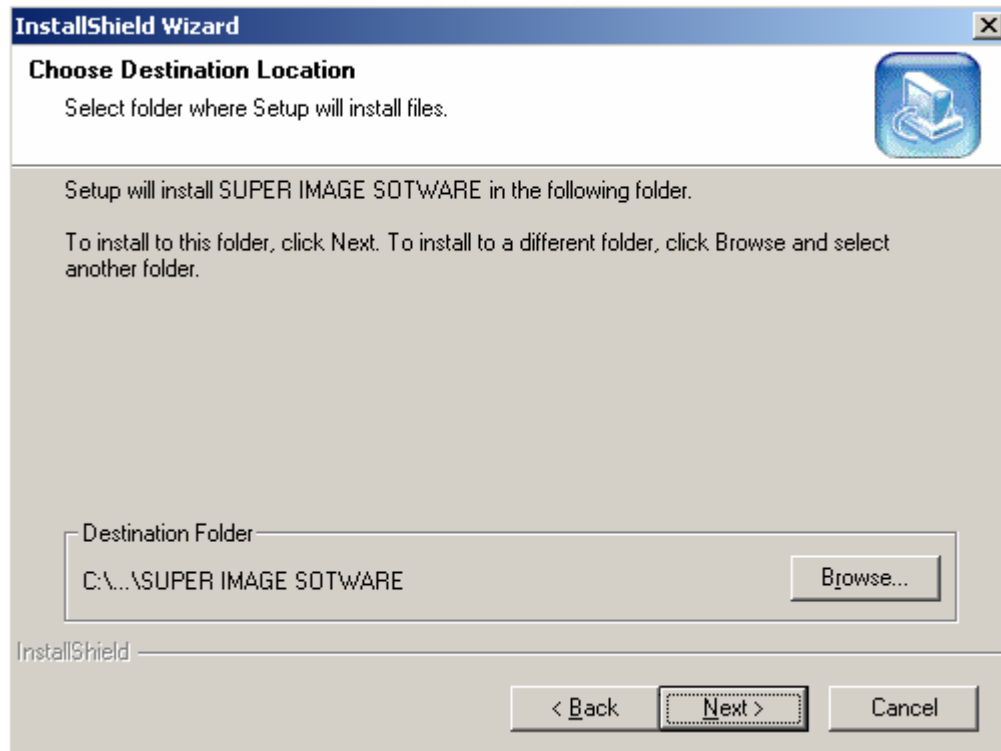 InstallShield Wizard
Choose Destination Location
Select folder where Setup will install files.
Setup will install SUPER IMAGE SOTWARE in the following folder.
To install to this folder, click Next. To install to a different folder, click Browse and select
another folder.
Destination Folder
C:\...\SUPER IMAGE SOTWARE
Browse...
InstallShield
< Back
Next >
Cancel